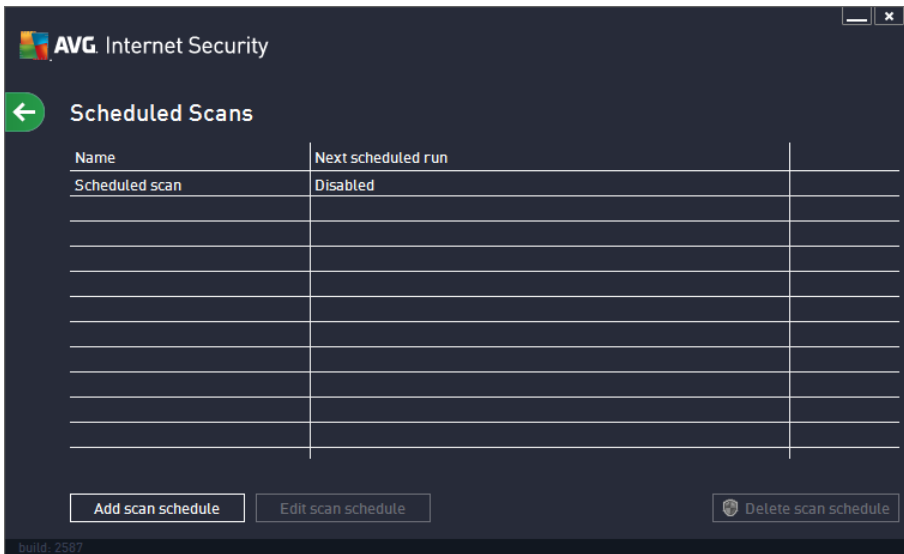 AVG. Internet Security
Scheduled Scans
Name Next scheduled run
Scheduled scan Disabled
Add scan schedule Edit scan schedule Delete scan schedule
build: 2587